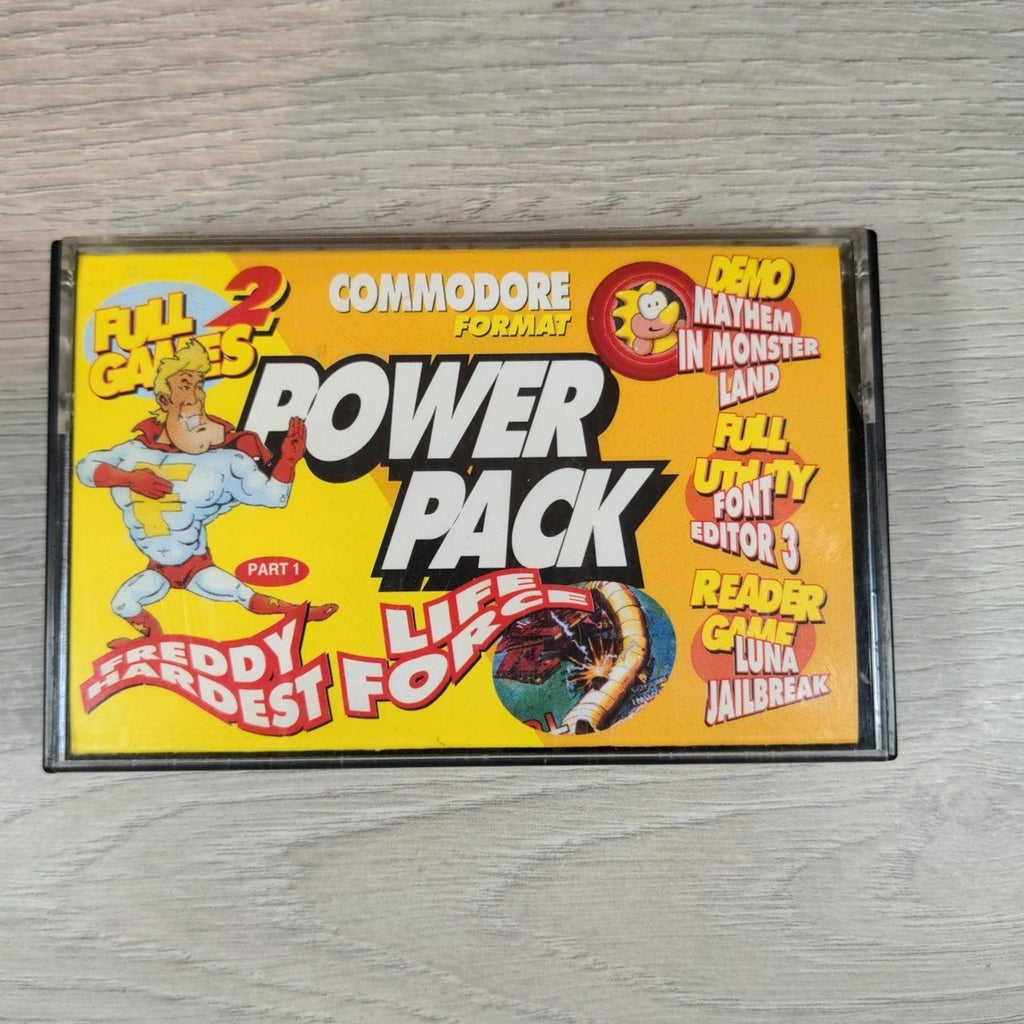 2
FULL
GAMES
COMMODORE
FORMAT
POWER
PACK
F
PART 1
FREDDY
HARDEST
LIFE
FORCE
DEMO
MAYHEM
IN MONSTER
LAND
FULL
UTILITY
FONT
EDITOR 3
READER
GAME
LUNA
JAILBREAK